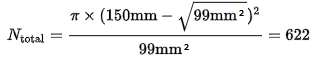 N_total = π × (150mm − √99mm²)² / 99mm² = 622